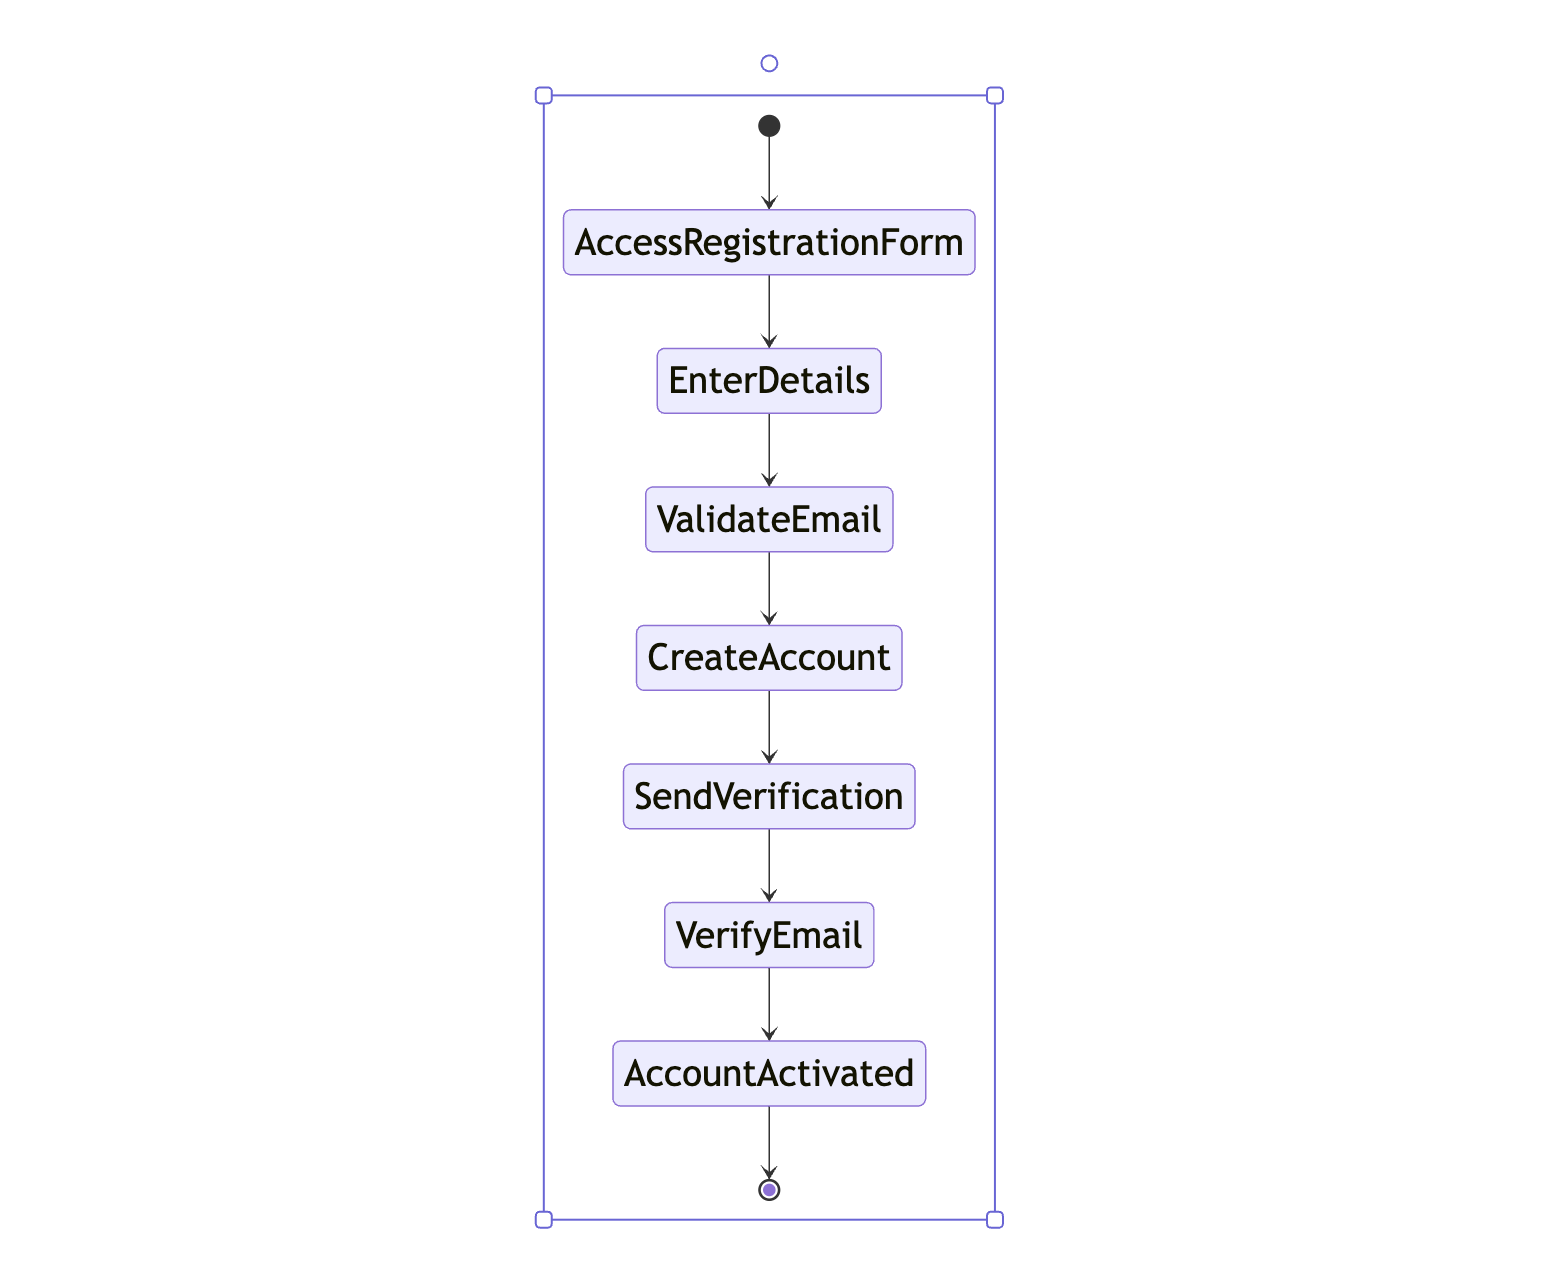 AccessRegistrationForm
EnterDetails
ValidateEmail
CreateAccount
SendVerification
VerifyEmail
AccountActivated